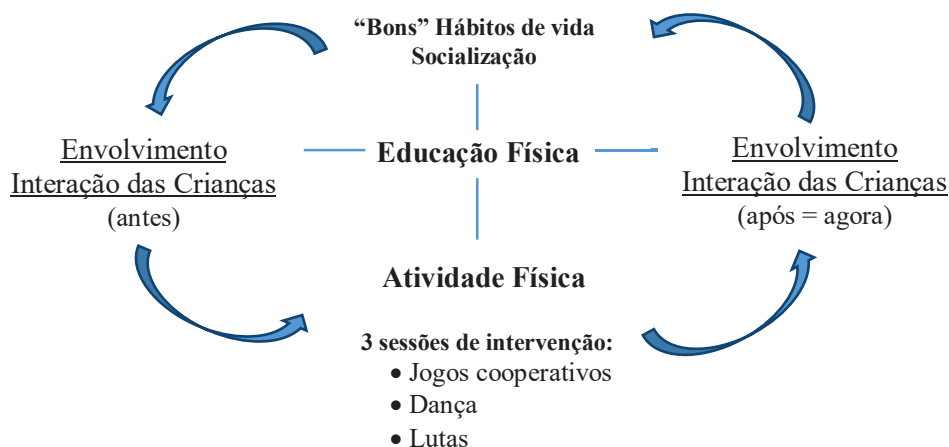 “Bons” Hábitos de vida
Socialização
Envolvimento
Interação das Crianças
(antes)
Educação Física
Envolvimento
Interação das Crianças
(após = agora)
Atividade Física
3 sessões de intervenção:
• Jogos cooperativos
• Dança
• Lutas